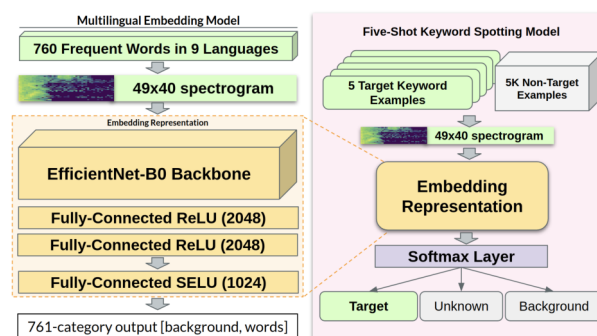 Multilingual Embedding Model
760 Frequent Words in 9 Languages
49x40 spectrogram
Embedding Representation
EfficientNet-B0 Backbone
Fully-Connected ReLU (2048)
Fully-Connected ReLU (2048)
Fully-Connected SELU (1024)
761-category output [background, words]
Five-Shot Keyword Spotting Model
5 Target Keyword
Examples
5K Non-Target
Examples
49x40 spectrogram
Embedding
Representation
Softmax Layer
Target
Unknown
Background